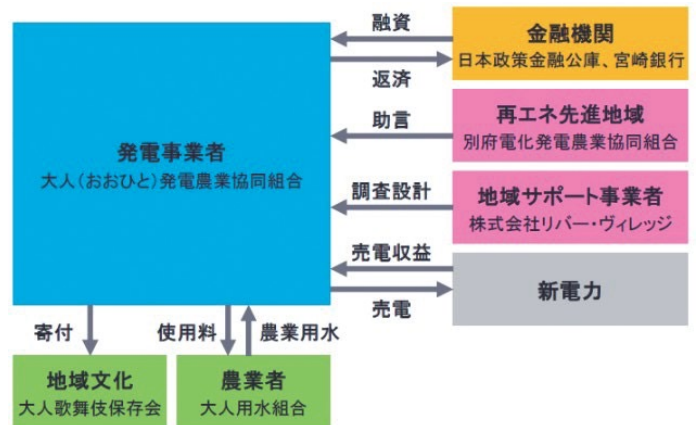 発電事業者
大人(おおひと)発電農業協同組合
融資
返済
金融機関
日本政策金融公庫、宮崎銀行
助言
再エネ先進地域
別府電化発電農業協同組合
調査設計
地域サポート事業者
株式会社リバー・ヴィレッジ
売電収益
売電
新電力
寄付
使用料
農業用水
地域文化
大人歌舞伎保存会
農業者
大人用水組合